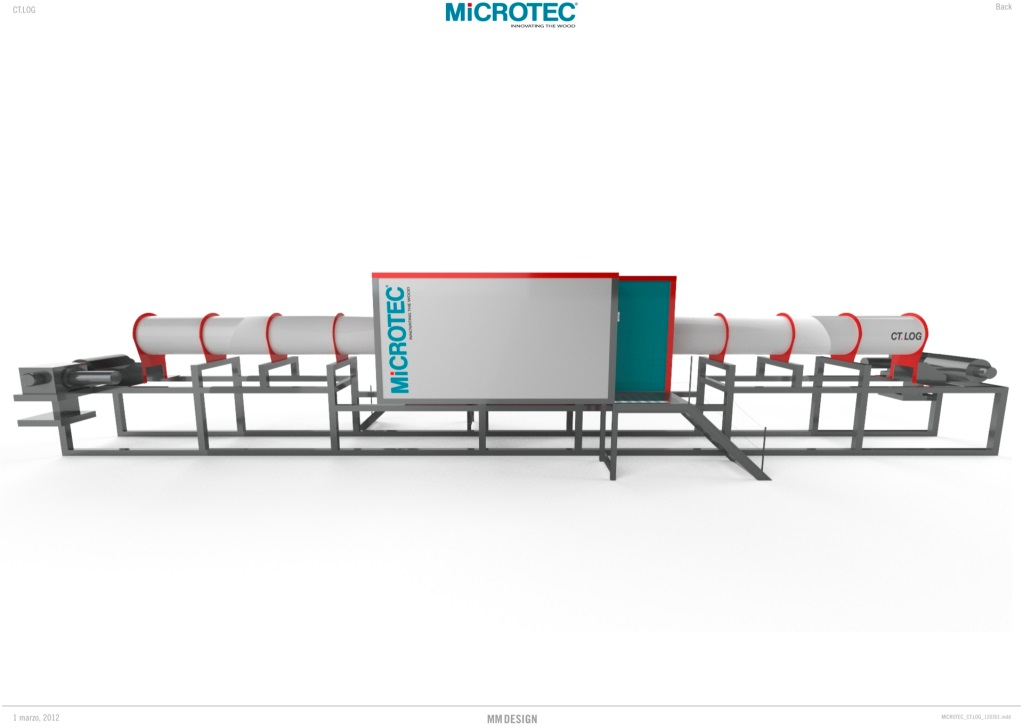 CT.LOG
MiCROTEC
INNOVATING THE WOOD
Back
MiCROTEC
INNOVATING THE WOOD
CT.LOG
1 marzo, 2012
MM DESIGN